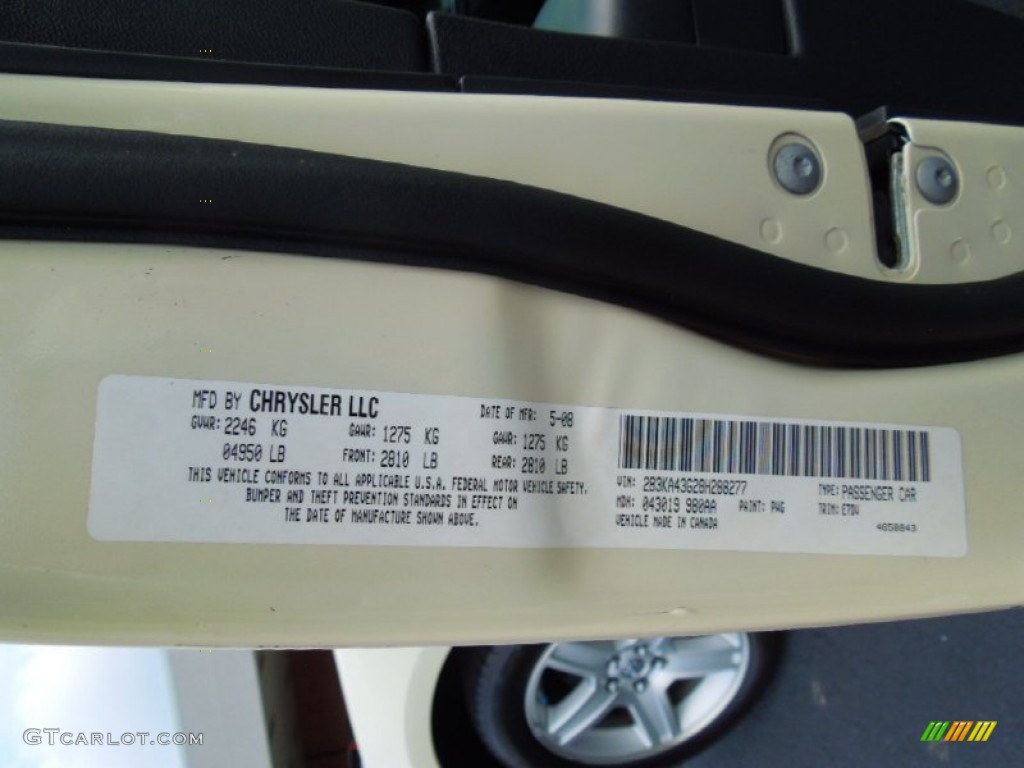 MFD BY CHRYSLER LLC DATE OF MFR: 5-08
GVWR: 2246 KG GAWR: 1275 KG GAWR: 1275 KG
04950 LB FRONT: 2810 LB REAR: 2810 LB
THIS VEHICLE CONFORMS TO ALL APPLICABLE U.S.A. FEDERAL MOTOR VEHICLE SAFETY,
BUMPER AND THEFT PREVENTION STANDARDS IN EFFECT ON
THE DATE OF MANUFACTURE SHOWN ABOVE.
VIN: 2B3KA43G28H288277 TYPE: PASSENGER CAR
MDH: 043019 980AA PAINT: PWG TRIM: E7DV
VEHICLE MADE IN CANADA 4658843
GTCARLOT.COM